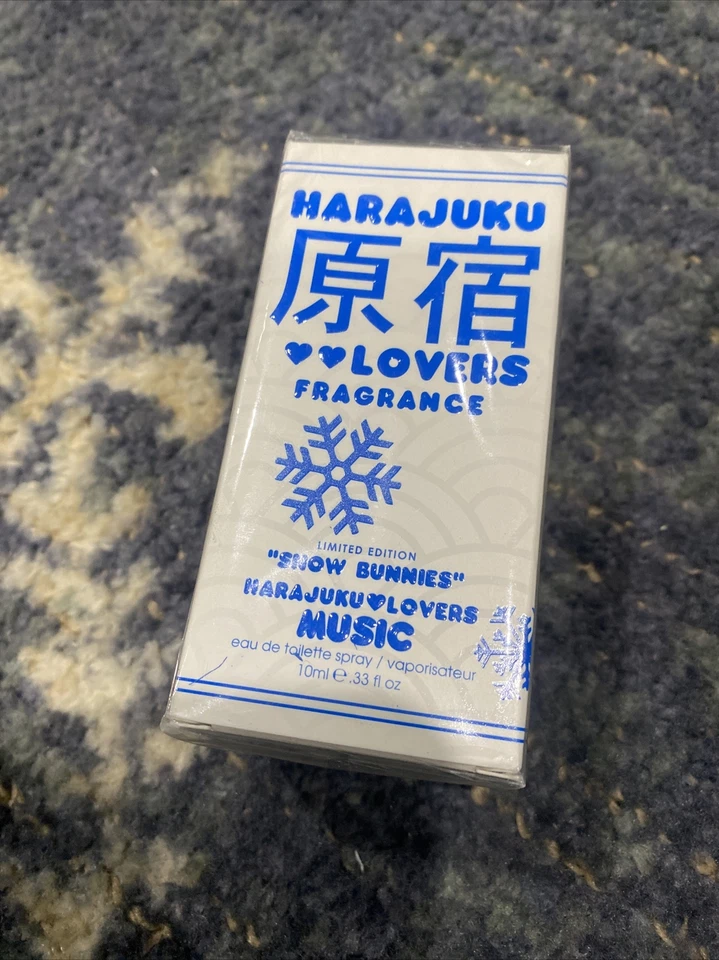 HARAJUKU
原宿
♥♥LOVERS
FRAGRANCE
LIMITED EDITION
"SNOW BUNNIES"
HARAJUKU♥LOVERS
MUSIC
eau de toilette spray / vaporisateur
10ml e .33 fl oz